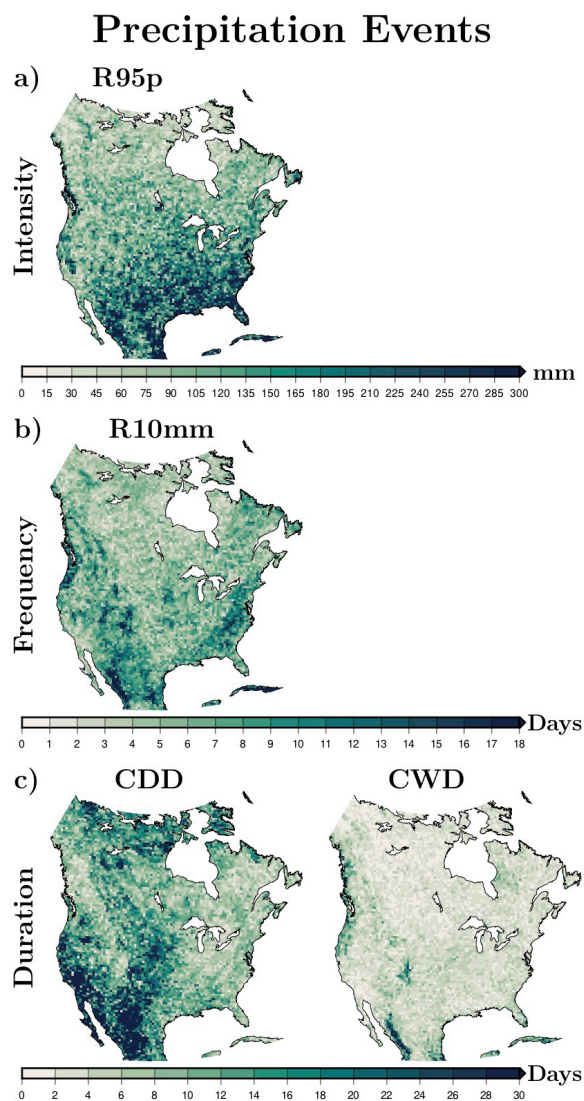 Precipitation Events
a)
R95p
Intensity
0 15 30 45 60 75 90 105 120 135 150 165 180 195 210 225 240 255 270 285 300
mm
b)
R10mm
Frequency
0 1 2 3 4 5 6 7 8 9 10 11 12 13 14 15 16 17 18
Days
c)
CDD
CWD
Duration
0 2 4 6 8 10 12 14 16 18 20 22 24 26 28 30
Days